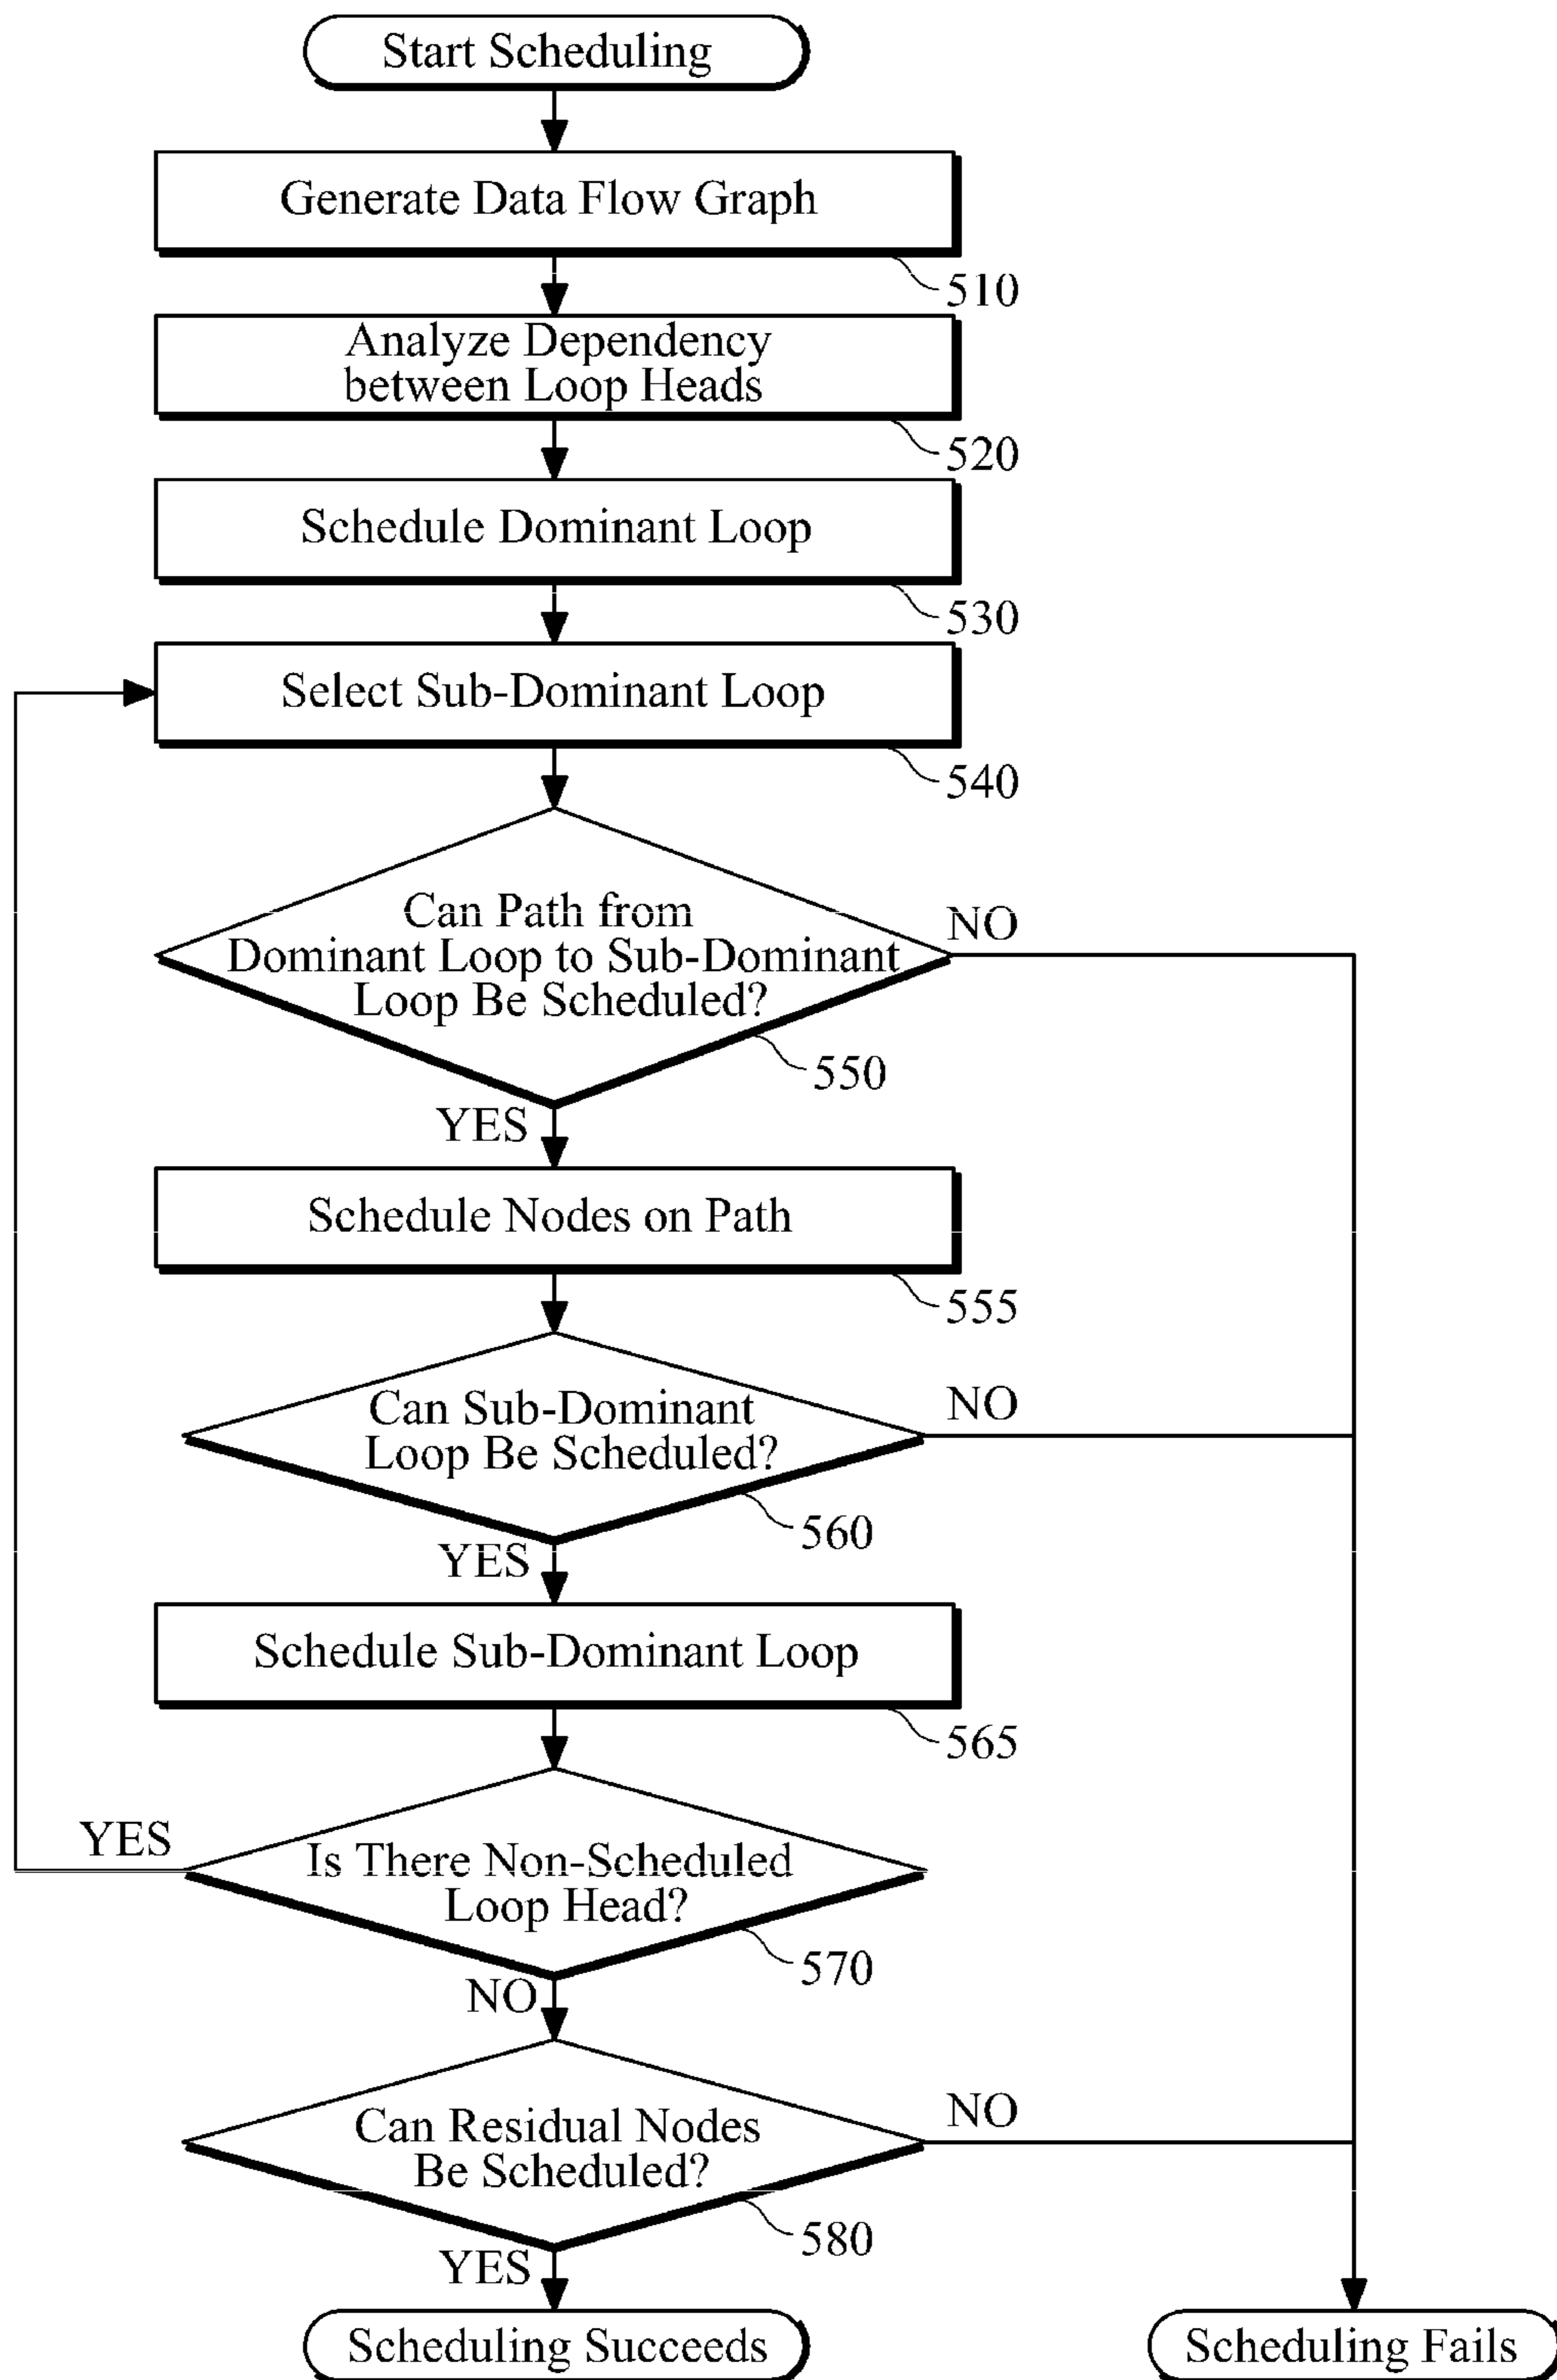 Start Scheduling
Generate Data Flow Graph
510
Analyze Dependency
between Loop Heads
520
Schedule Dominant Loop
530
Select Sub-Dominant Loop
540
Can Path from
Dominant Loop to Sub-Dominant
Loop Be Scheduled?
NO
550
YES
Schedule Nodes on Path
555
Can Sub-Dominant
Loop Be Scheduled?
NO
560
YES
Schedule Sub-Dominant Loop
565
YES
Is There Non-Scheduled
Loop Head?
570
NO
Can Residual Nodes
Be Scheduled?
NO
580
YES
Scheduling Succeeds
Scheduling Fails